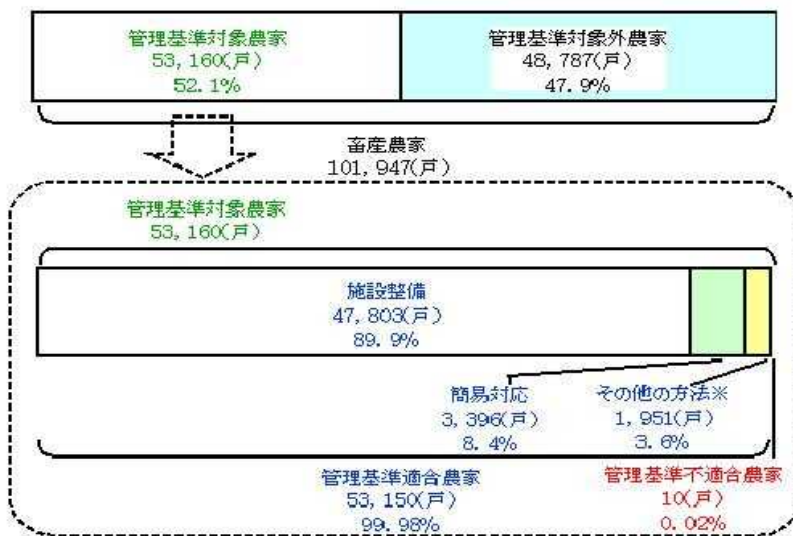 管理基準対象農家
53,160(戸)
52.1%
管理基準対象外農家
48,787(戸)
47.9%
畜産農家
101,947(戸)
管理基準対象農家
53,160(戸)
施設整備
47,803(戸)
89.9%
簡易対応
3,396(戸)
8.4%
その他の方法※
1,951(戸)
3.6%
管理基準適合農家
53,150(戸)
99.98%
管理基準不適合農家
10(戸)
0.02%